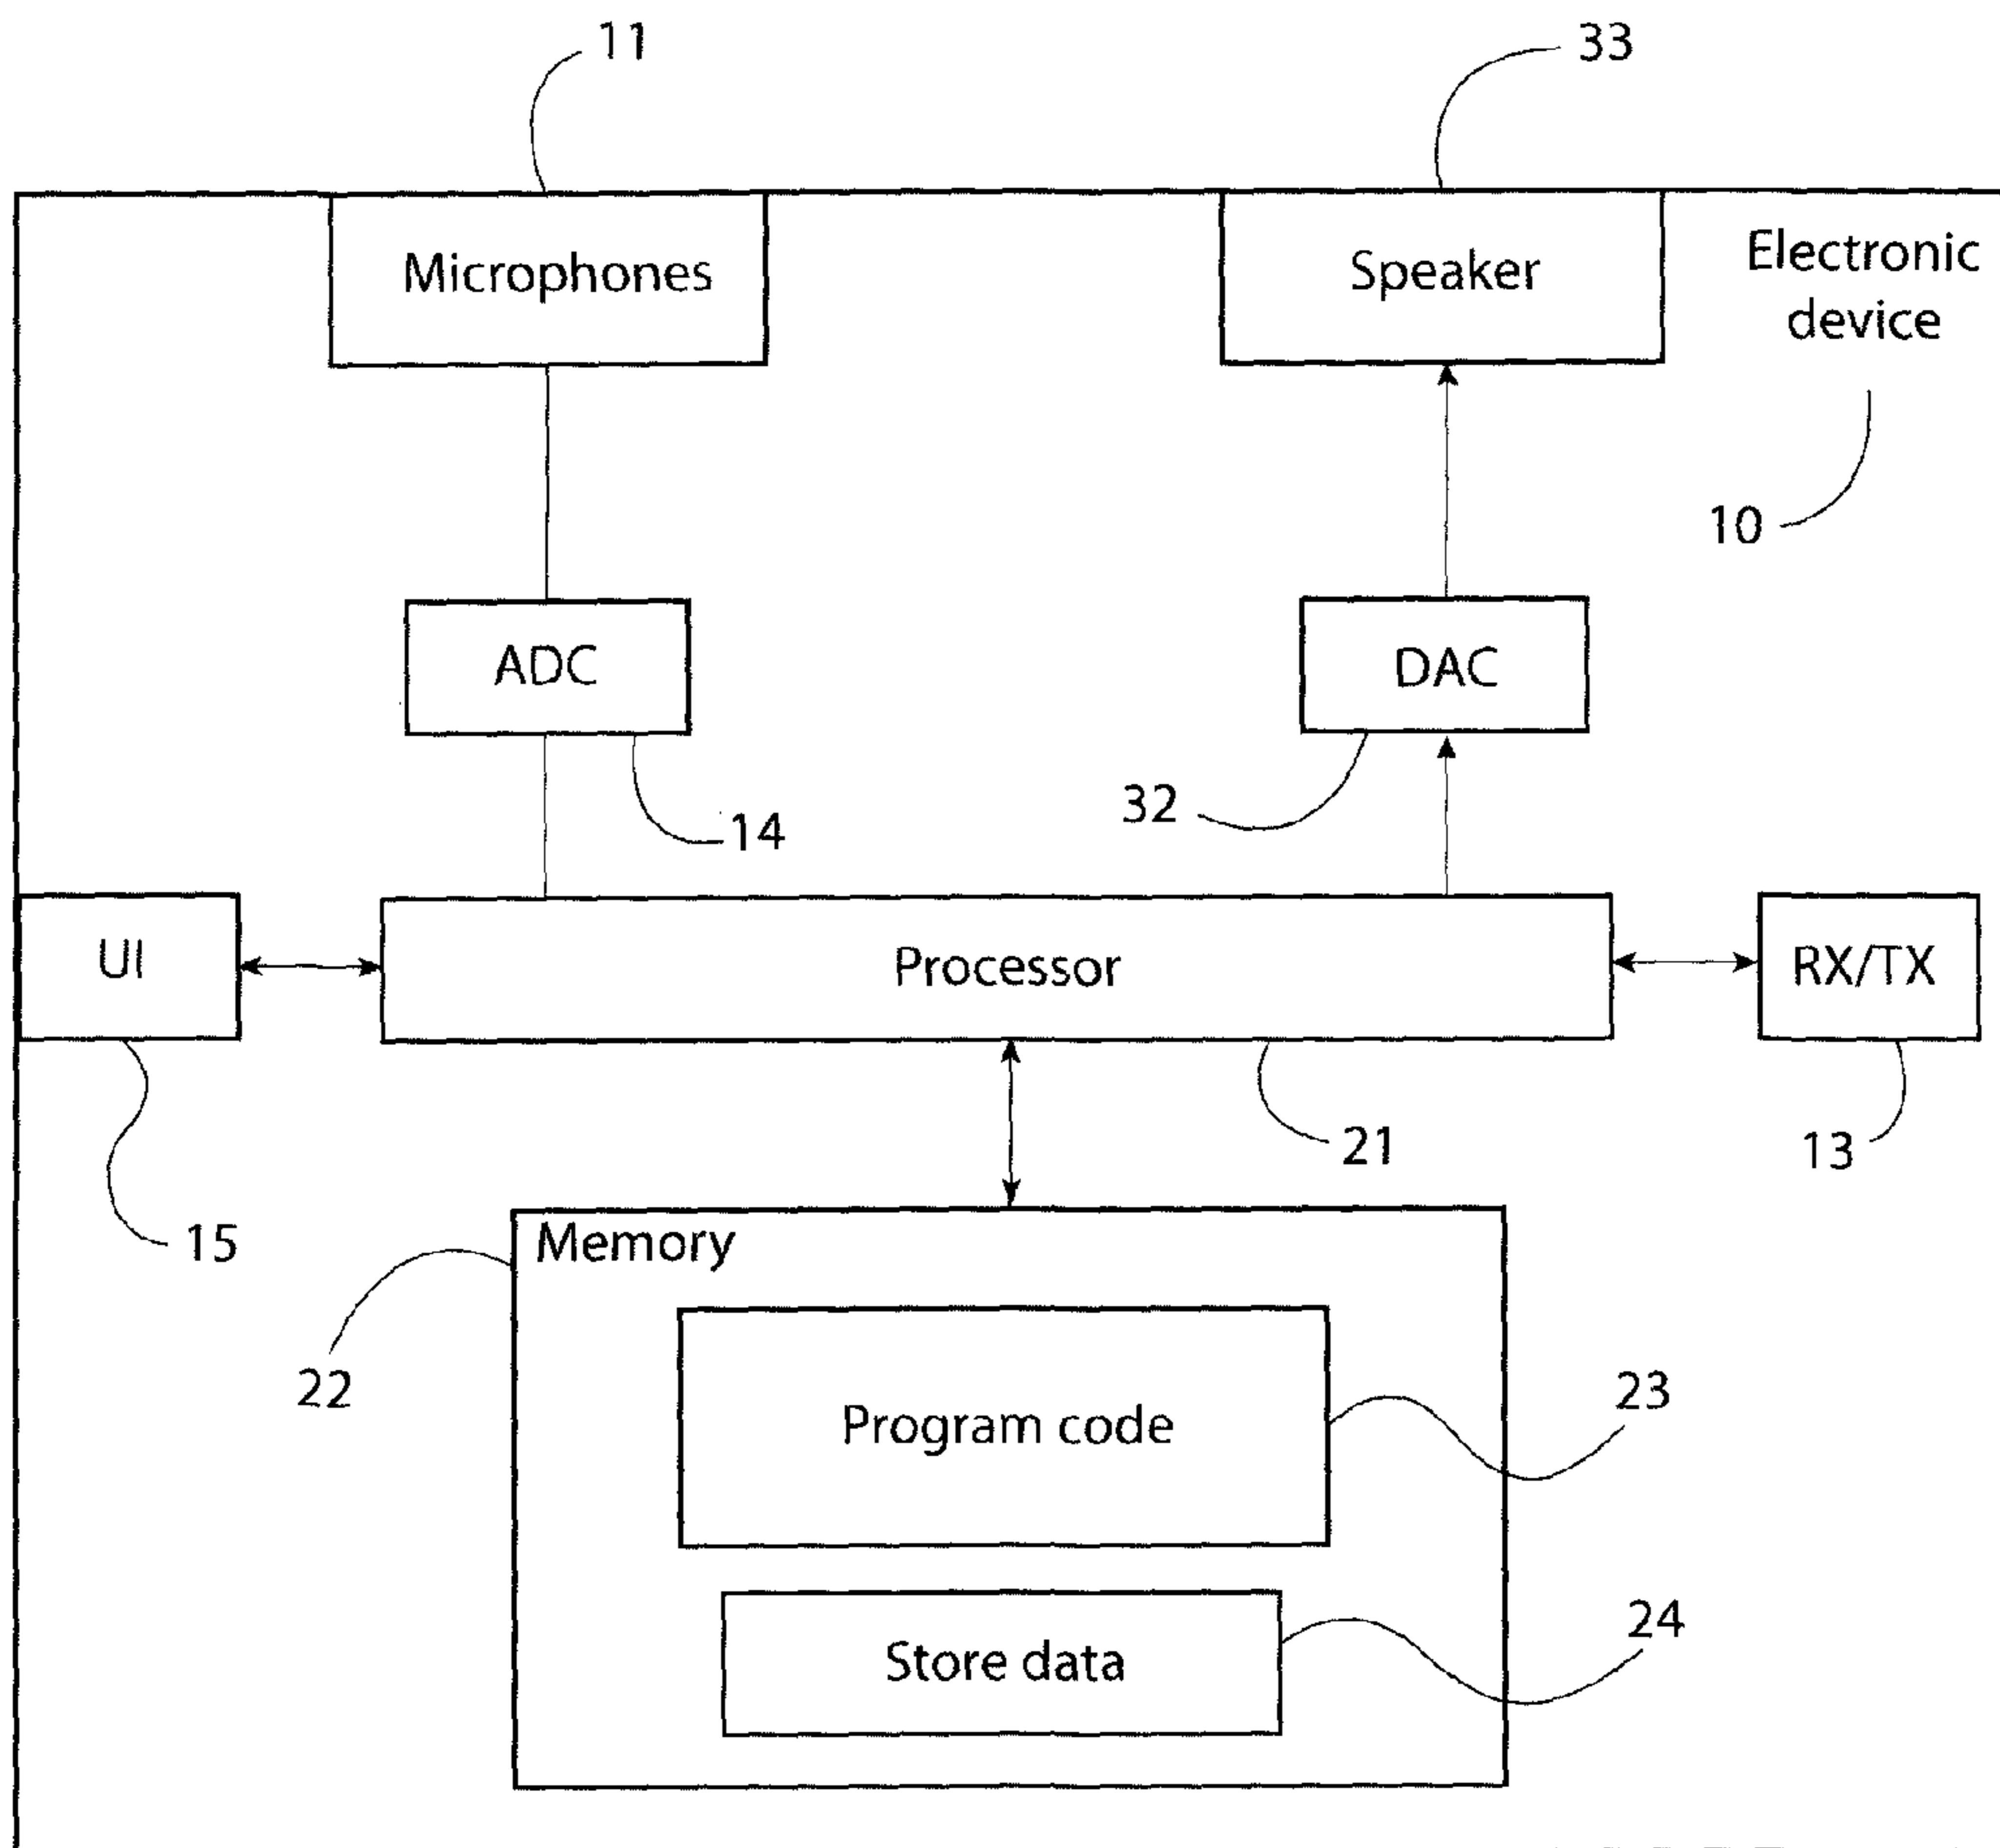 11
33
Microphones
Speaker
Electronic
device
10
ADC
DAC
14
32
UI
Processor
RX/TX
15
21
13
Memory
22
Program code
23
Store data
24